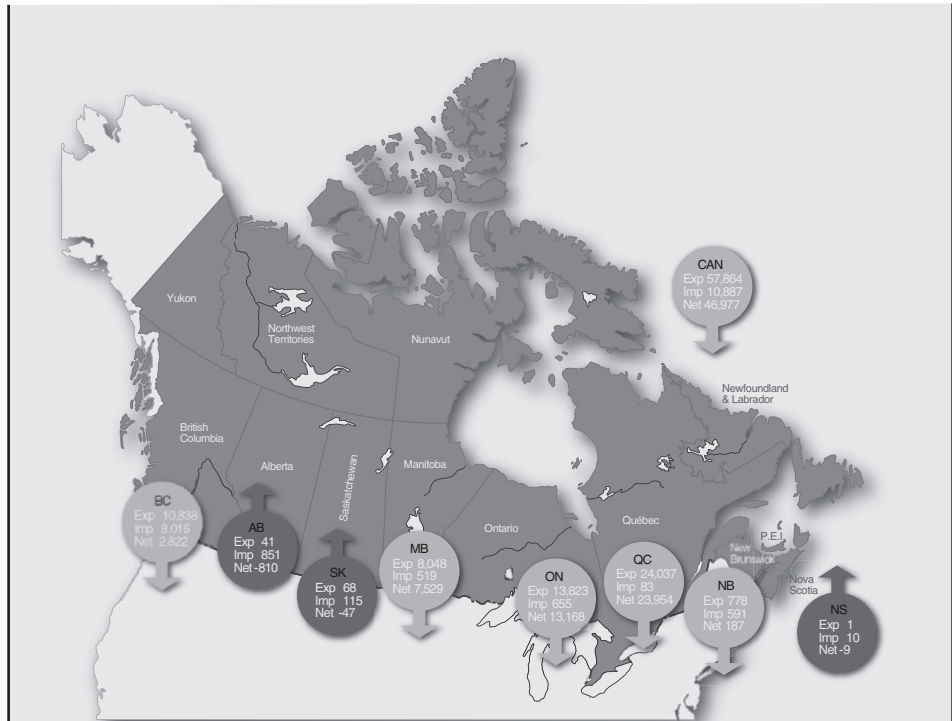 CAN
Exp 57,864
Imp 10,887
Net 46,977
Yukon
Northwest
Territories
Nunavut
Newfoundland
& Labrador
British
Columbia
Alberta
Saskatchewan
Manitoba
Ontario
Québec
P.E.I.
New
Brunswick
Nova
Scotia
BC
Exp 10,838
Imp 8,016
Net 2,822
AB
Exp 41
Imp 851
Net -810
SK
Exp 68
Imp 115
Net -47
MB
Exp 8,048
Imp 519
Net 7,529
ON
Exp 13,823
Imp 655
Net 13,168
QC
Exp 24,037
Imp 83
Net 23,954
NB
Exp 778
Imp 591
Net 187
NS
Exp 1
Imp 10
Net -9